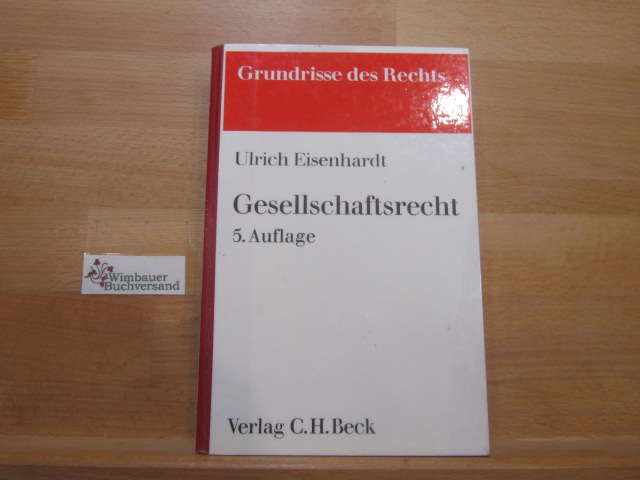 Grundrisse des Rechts
Ulrich Eisenhardt
Gesellschaftsrecht
5. Auflage
Wimbauer
Buchversand
Verlag C.H.Beck